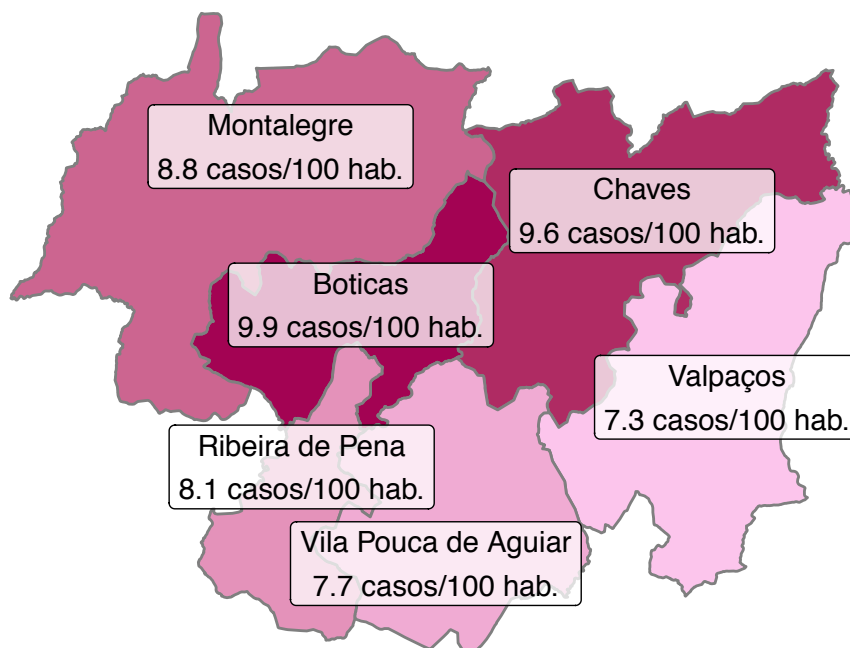 Montalegre
8.8 casos/100 hab.
Chaves
9.6 casos/100 hab.
Boticas
9.9 casos/100 hab.
Valpaços
7.3 casos/100 hab.
Ribeira de Pena
8.1 casos/100 hab.
Vila Pouca de Aguiar
7.7 casos/100 hab.